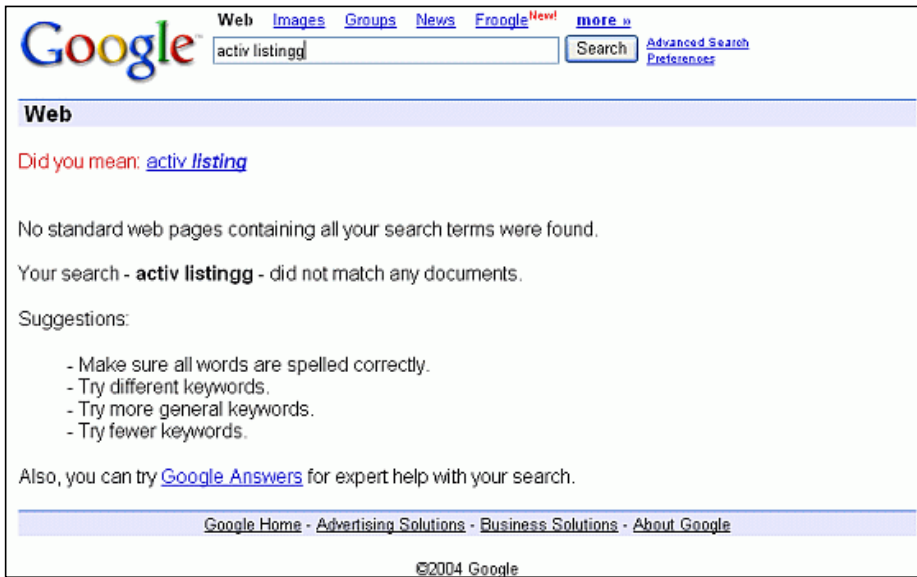 Web Images Groups News Froogle New! more »
Google™ activ listingg Search Advanced Search
Preferences
Web
Did you mean: activ listing
No standard web pages containing all your search terms were found.
Your search - activ listingg - did not match any documents.
Suggestions:
- Make sure all words are spelled correctly.
- Try different keywords.
- Try more general keywords.
- Try fewer keywords.
Also, you can try Google Answers for expert help with your search.
Google Home - Advertising Solutions - Business Solutions - About Google
©2004 Google